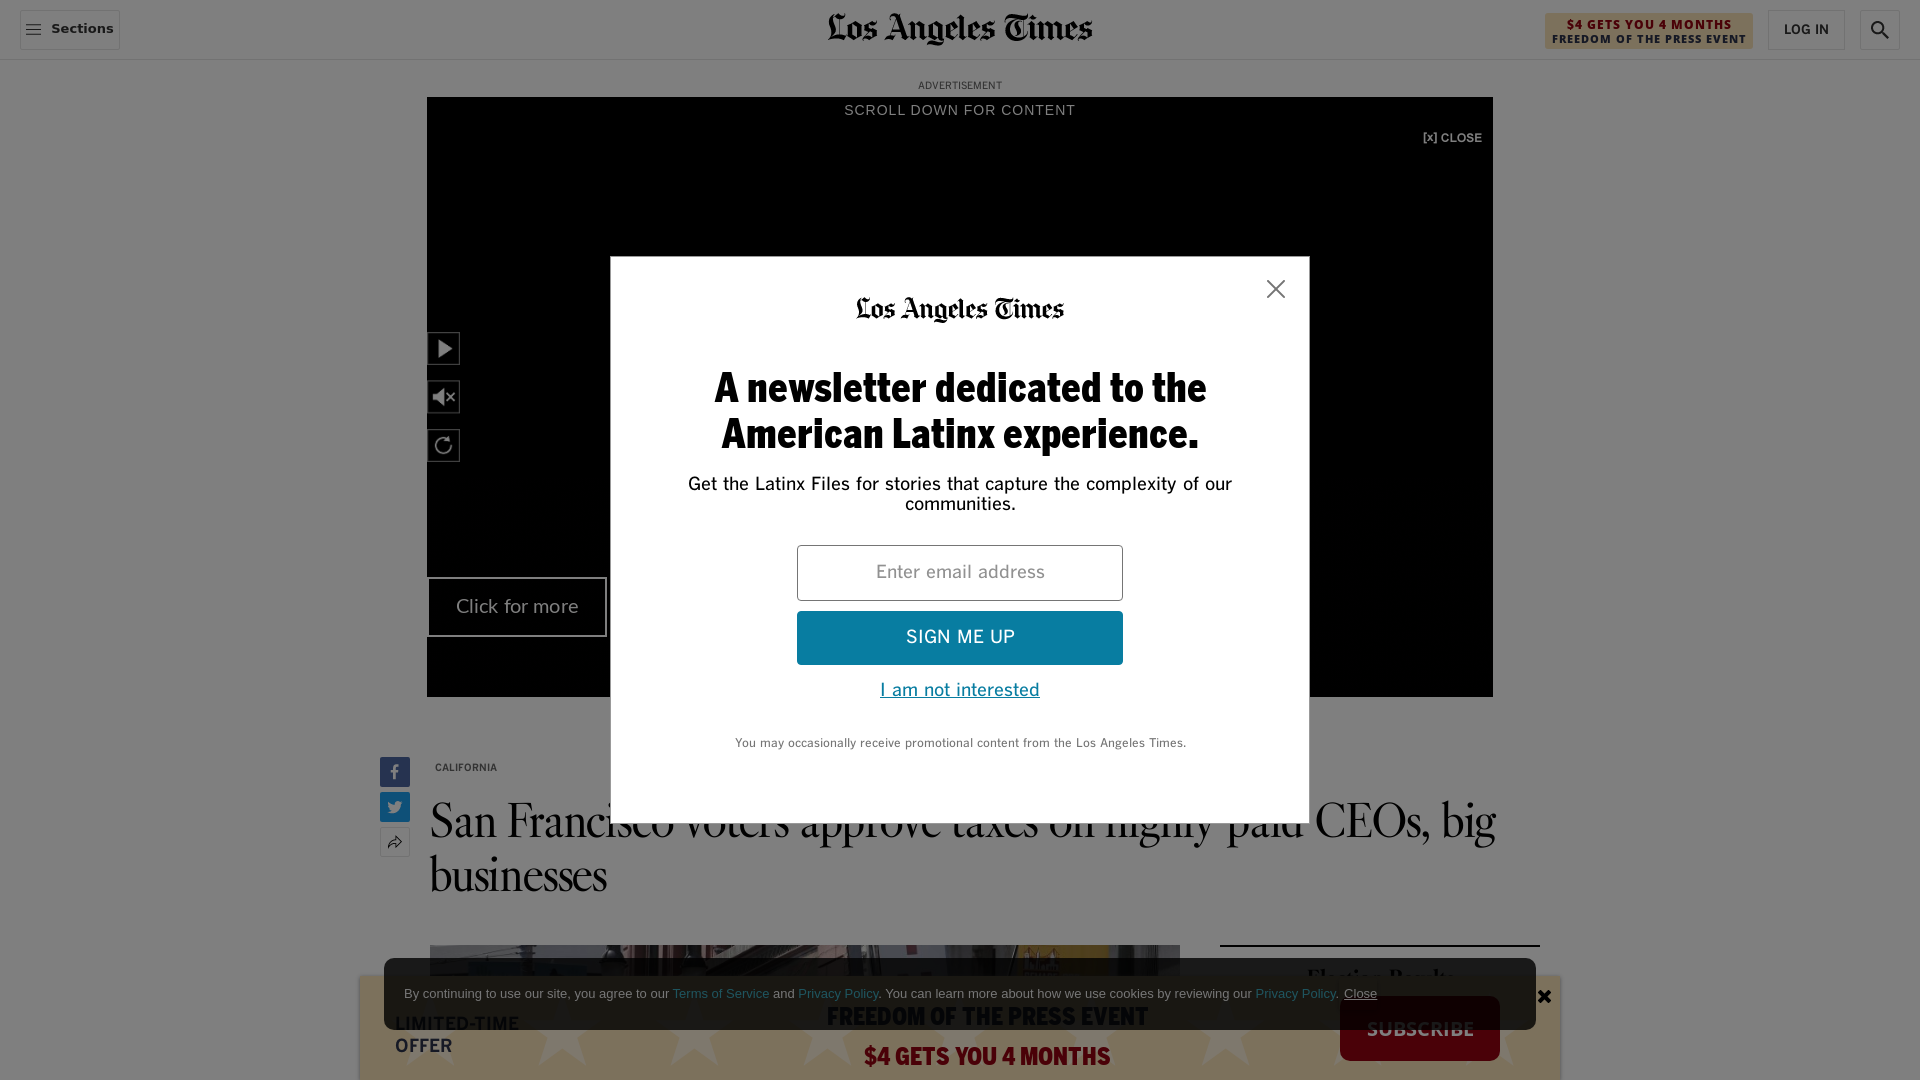 Sections
Los Angeles Times
$4 GETS YOU 4 MONTHS
FREEDOM OF THE PRESS EVENT
LOG IN
ADVERTISEMENT
SCROLL DOWN FOR CONTENT
[x] CLOSE
Los Angeles Times
A newsletter dedicated to the
American Latinx experience.
Get the Latinx Files for stories that capture the complexity of our
communities.
Enter email address
Click for more
SIGN ME UP
I am not interested
You may occasionally receive promotional content from the Los Angeles Times.
CALIFORNIA
San Francisco voters approve taxes on highly paid CEOs, big
businesses
Election Results
By continuing to use our site, you agree to our Terms of Service and Privacy Policy. You can learn more about how we use cookies by reviewing our Privacy Policy. Close
LIMITED-TIME
OFFER
FREEDOM OF THE PRESS EVENT
$4 GETS YOU 4 MONTHS
SUBSCRIBE